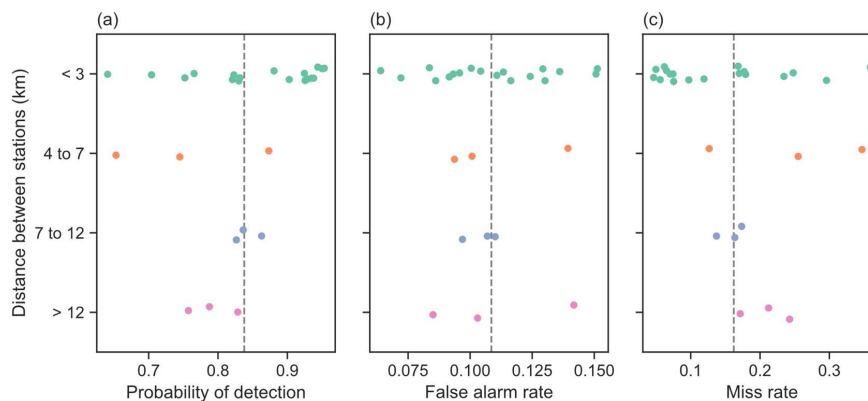 (a)
(b)
(c)
Distance between stations (km)
< 3
4 to 7
7 to 12
> 12
0.7 0.8 0.9
0.075 0.100 0.125 0.150
0.1 0.2 0.3
Probability of detection
False alarm rate
Miss rate